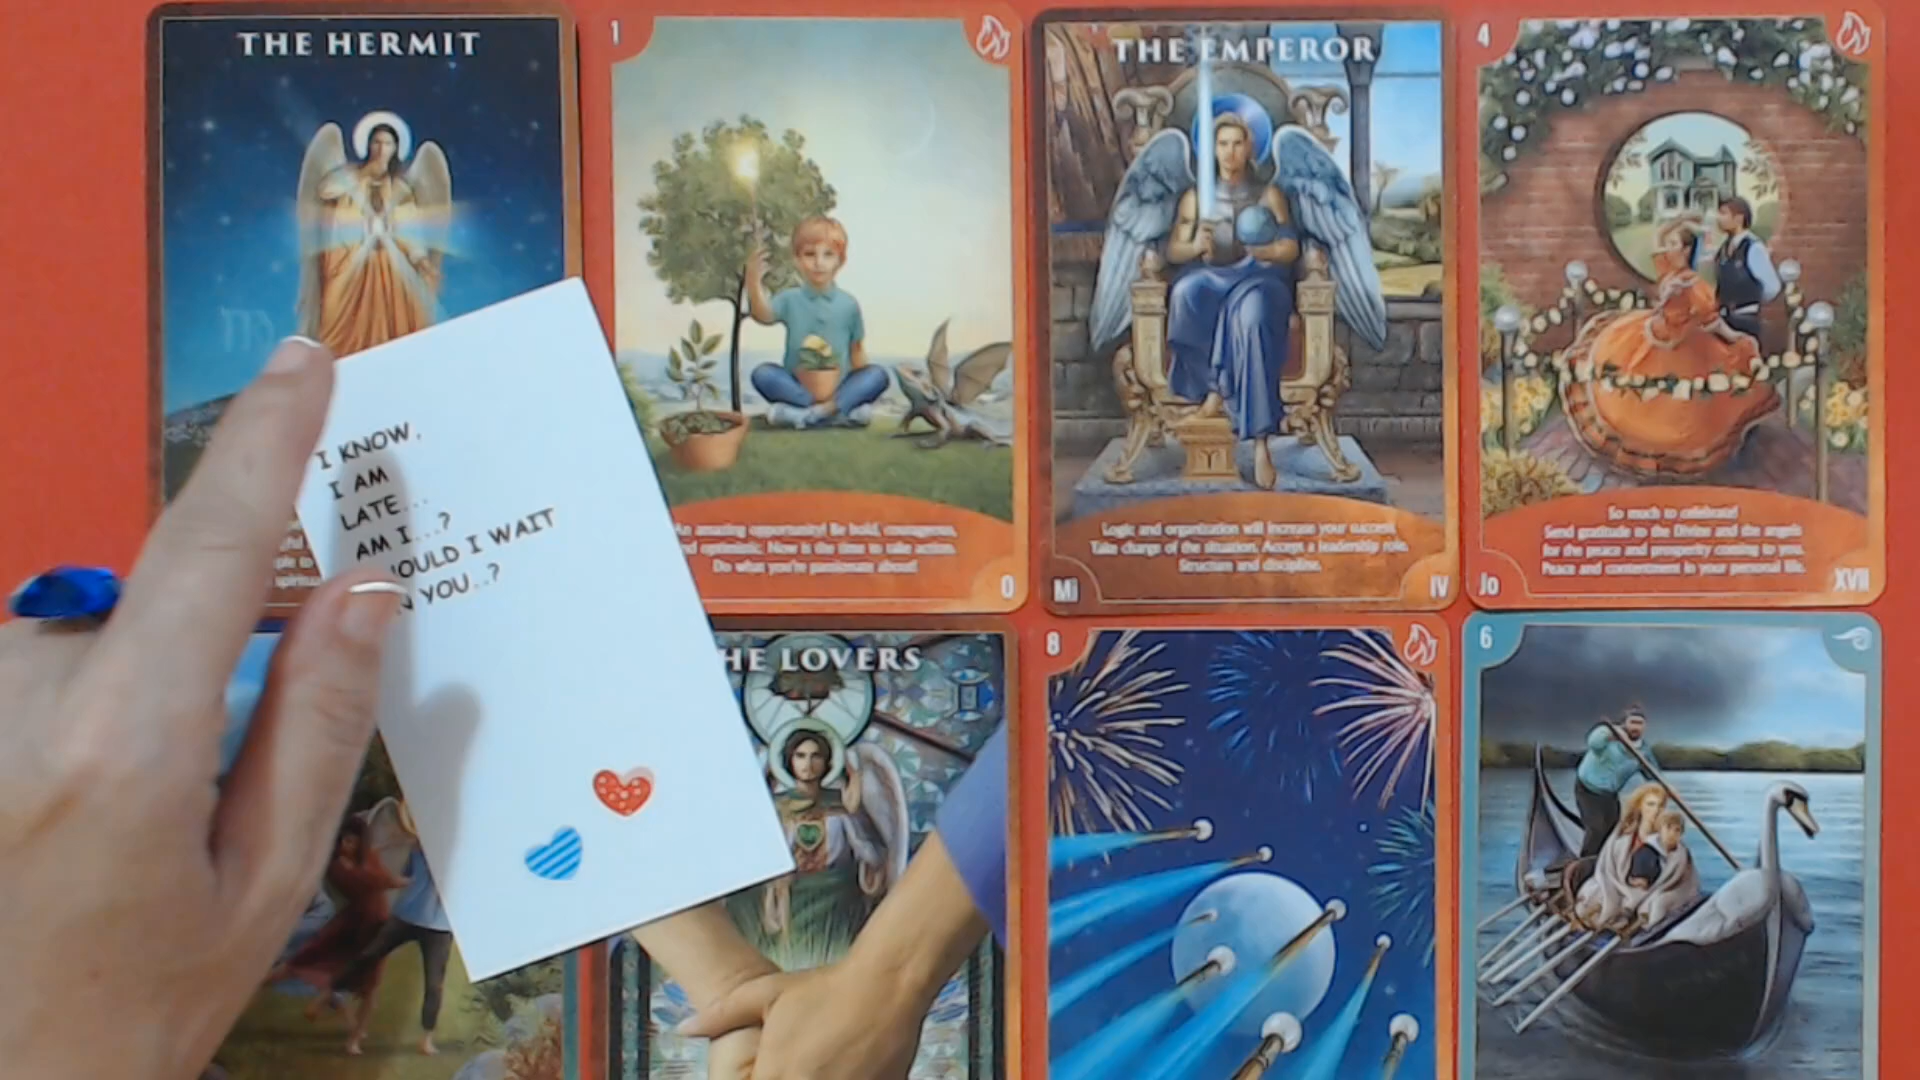 THE HERMIT
1
An amazing opportunity! Be bold, courageous,
and optimistic. Now is the time to take action.
Do what you're passionate about!
0
THE EMPEROR
Logic and organization will increase your success.
Take charge of the situation. Accept a leadership role.
Structure and discipline.
Mi
IV
4
So much to celebrate!
Send gratitude to the Divine and the angels
for the peace and prosperity coming to you.
Peace and contentment in your personal life.
Jo
XVII
I KNOW,
I AM
LATE...
AM I...?
I WAIT
YOU..?
HE LOVERS
8
6